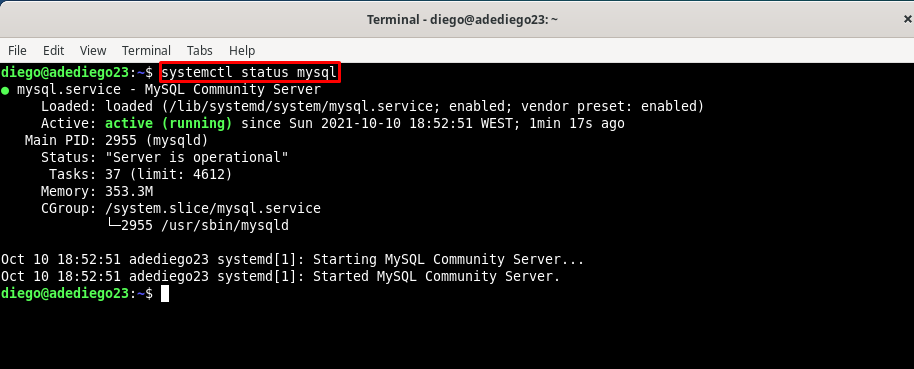 Terminal - diego@adediego23: ~
File Edit View Terminal Tabs Help
diego@adediego23:~$ systemctl status mysql
● mysql.service - MySQL Community Server
     Loaded: loaded (/lib/systemd/system/mysql.service; enabled; vendor preset: enabled)
     Active: active (running) since Sun 2021-10-10 18:52:51 WEST; 1min 17s ago
   Main PID: 2955 (mysqld)
     Status: "Server is operational"
      Tasks: 37 (limit: 4612)
     Memory: 353.3M
     CGroup: /system.slice/mysql.service
             └─2955 /usr/sbin/mysqld
Oct 10 18:52:51 adediego23 systemd[1]: Starting MySQL Community Server...
Oct 10 18:52:51 adediego23 systemd[1]: Started MySQL Community Server.
diego@adediego23:~$